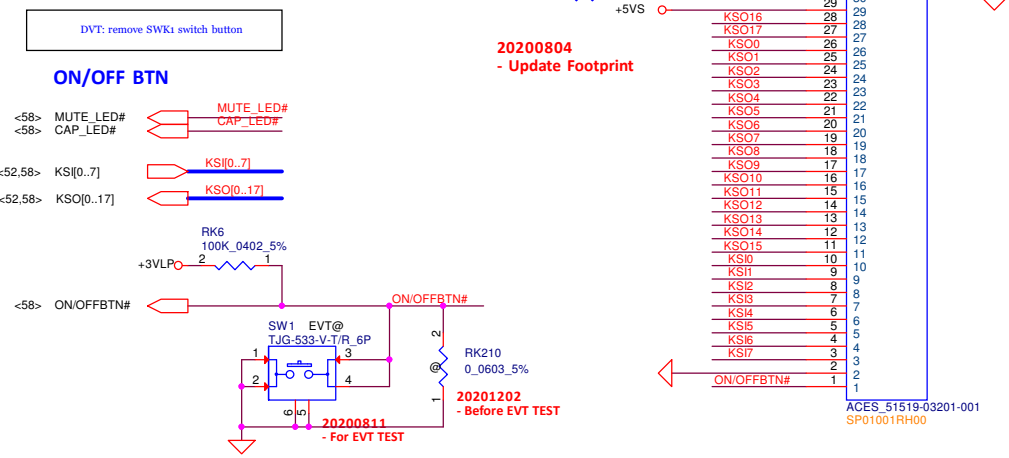 DVT: remove SWK1 switch button
ON/OFF BTN
<58> MUTE_LED# MUTE_LED#
<58> CAP_LED# CAP_LED#
<52,58> KSI[0..7] KSI[0..7]
<52,58> KSO[0..17] KSO[0..17]
RK6
100K_0402_5%
+3VLP 2 1
<58> ON/OFFBTN# ON/OFFBTN#
SW1 EVT@
TJG-533-V-T/R_6P
1 3
2 4
6 5
20200811
- For EVT TEST
2
RK210
@ 0_0603_5%
1
20201202
- Before EVT TEST
20200804
- Update Footprint
+5VS 29 29
KSO16 28 28
KSO17 27 27
KSO0 26 26
KSO1 25 25
KSO2 24 24
KSO3 23 23
KSO4 22 22
KSO5 21 21
KSO6 20 20
KSO7 19 19
KSO8 18 18
KSO9 17 17
KSO10 16 16
KSO11 15 15
KSO12 14 14
KSO13 13 13
KSO14 12 12
KSO15 11 11
KSI0 10 10
KSI1 9 9
KSI2 8 8
KSI3 7 7
KSI4 6 6
KSI5 5 5
KSI6 4 4
KSI7 3 3
2 2
ON/OFFBTN# 1 1
ACES_51519-03201-001
SP01001RH00